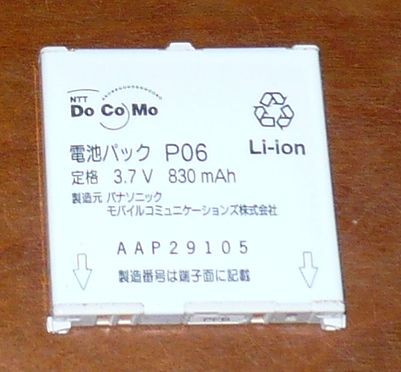 NTT
DoCoMo
Li-ion
電池パック P06
定格 3.7 V 830 mAh
製造元 パナソニック
モバイルコミュニケーションズ株式会社
AAP29105
製造番号は端子面に記載